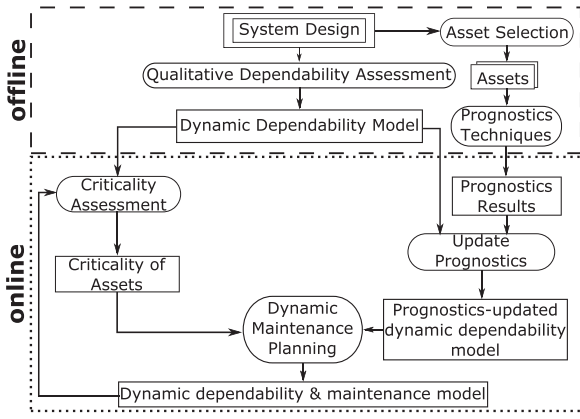 offline
System Design
Asset Selection
Qualitative Dependability Assessment
Assets
Dynamic Dependability Model
Prognostics
Techniques
online
Criticality
Assessment
Prognostics
Results
Update
Prognostics
Criticality of
Assets
Dynamic
Maintenance
Planning
Prognostics-updated
dynamic dependability
model
Dynamic dependability & maintenance model